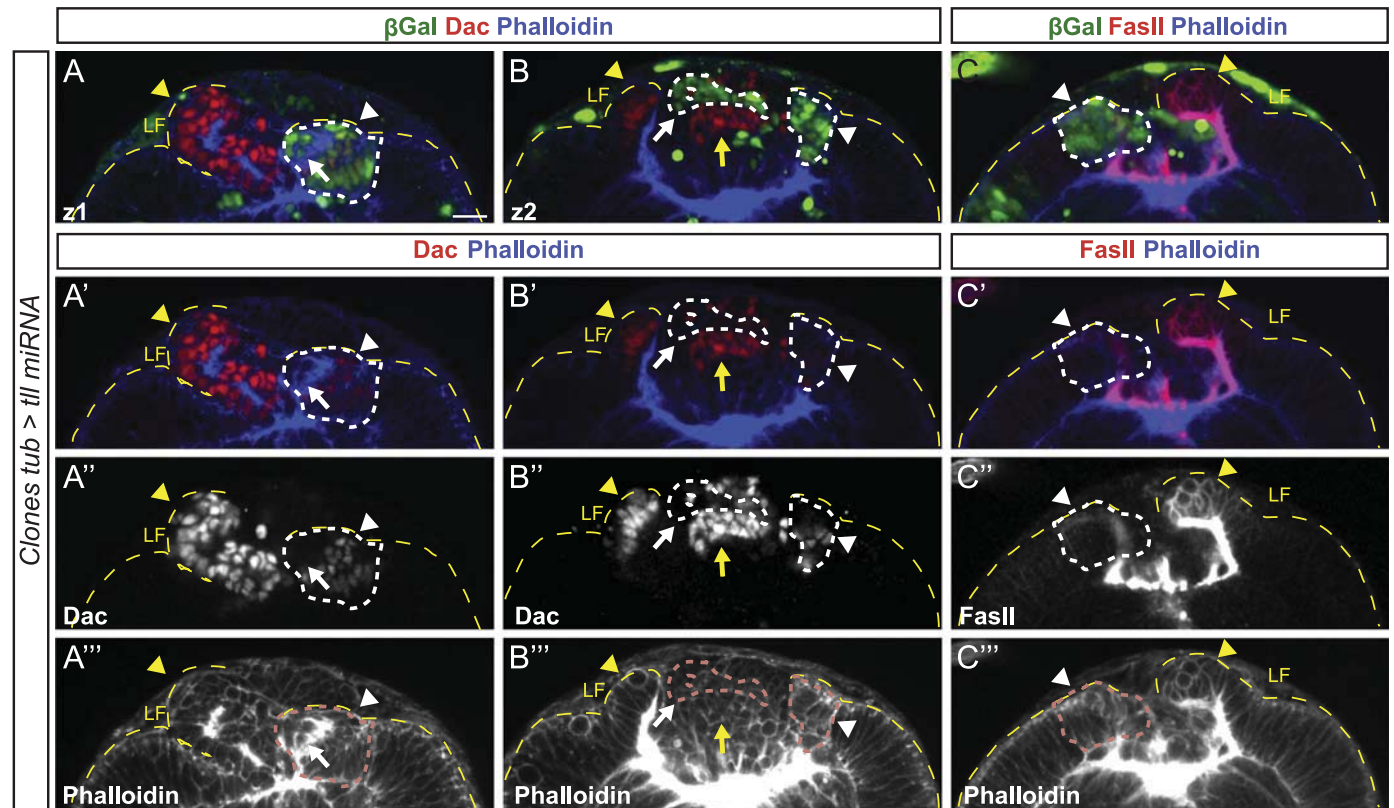 βGal Dac Phalloidin
βGal FasII Phalloidin
Clones tub > tll miRNA
A
LF
z1
B
LF
z2
C
LF
Dac Phalloidin
FasII Phalloidin
A'
LF
B'
LF
C'
LF
A''
LF
Dac
B''
LF
Dac
C''
LF
FasII
A'''
LF
Phalloidin
B'''
LF
Phalloidin
C'''
LF
Phalloidin